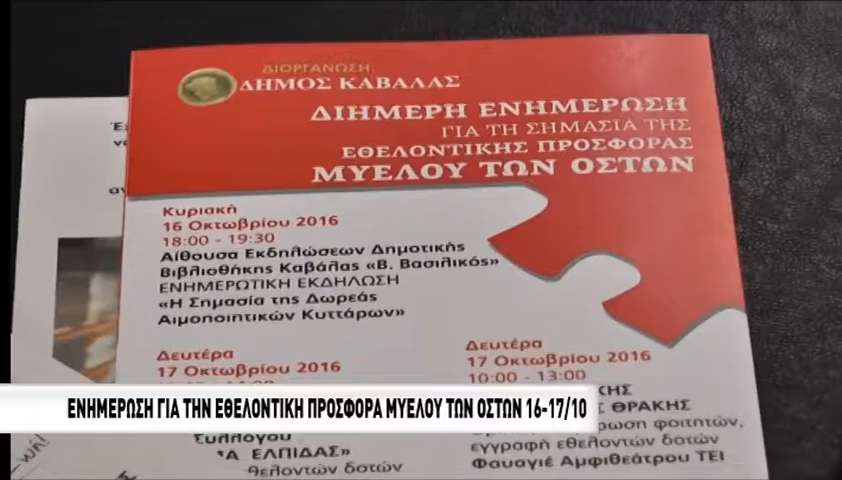 ΔΙΟΡΓΑΝΩΣΗ:
ΔΗΜΟΣ ΚΑΒΑΛΑΣ
ΔΙΗΜΕΡΗ ΕΝΗΜΕΡΩΣΗ
ΓΙΑ ΤΗ ΣΗΜΑΣΙΑ ΤΗΣ
ΕΘΕΛΟΝΤΙΚΗΣ ΠΡΟΣΦΟΡΑΣ
ΜΥΕΛΟΥ ΤΩΝ ΟΣΤΩΝ
Κυριακή
16 Οκτωβρίου 2016
18:00 - 19:30
Αίθουσα Εκδηλώσεων Δημοτικής
Βιβλιοθήκης Καβάλας «Β. Βασιλικός»
ΕΝΗΜΕΡΩΤΙΚΗ ΕΚΔΗΛΩΣΗ
«Η Σημασία της Δωρεάς
Αιμοποιητικών Κυττάρων»
Δευτέρα
17 Οκτωβρίου 2016
Συλλόγου
ΕΛΠΙΔΑΣ»
δοτών
Δευτέρα
17 Οκτωβρίου 2016
10:00 - 13:00
ΘΡΑΚΗΣ
φοιτητών,
εγγραφή εθελοντών δοτών
Φουαγιέ Αμφιθεάτρου ΤΕΙ
ΕΝΗΜΕΡΩΣΗ ΓΙΑ ΤΗΝ ΕΘΕΛΟΝΤΙΚΗ ΠΡΟΣΦΟΡΑ ΜΥΕΛΟΥ ΤΩΝ ΟΣΤΩΝ 16-17/10